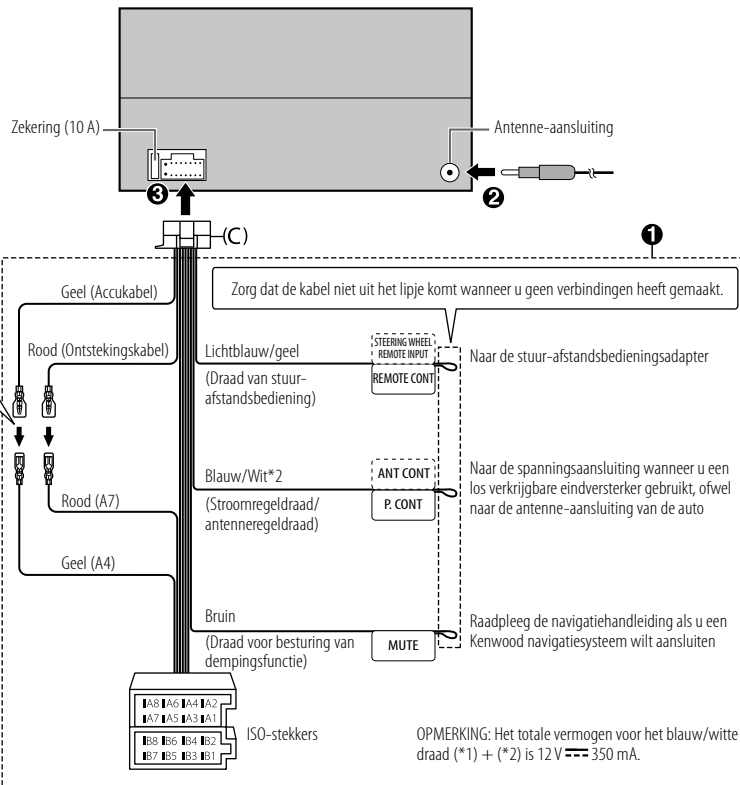 Zekering (10 A)
Antenne-aansluiting
❸
❷
(C)
❶
Geel (Accukabel)
Zorg dat de kabel niet uit het lipje komt wanneer u geen verbindingen heeft gemaakt.
Rood (Ontstekingskabel)
Lichtblauw/geel
(Draad van stuur-
afstandsbediening)
STEERING WHEEL
REMOTE INPUT
REMOTE CONT
Naar de stuur-afstandsbedieningsadapter
Blauw/Wit*2
(Stroomregeldraad/
antenneregeldraad)
ANT CONT
P. CONT
Naar de spanningsaansluiting wanneer u een
los verkrijgbare eindversterker gebruikt, ofwel
naar de antenne-aansluiting van de auto
Rood (A7)
Geel (A4)
Bruin
(Draad voor besturing van
dempingsfunctie)
MUTE
Raadpleeg de navigatiehandleiding als u een
Kenwood navigatiesysteem wilt aansluiten
A8 A6 A4 A2
A7 A5 A3 A1
B8 B6 B4 B2
B7 B5 B3 B1
ISO-stekkers
OPMERKING: Het totale vermogen voor het blauw/witte
draad (*1) + (*2) is 12 V ⎓ 350 mA.